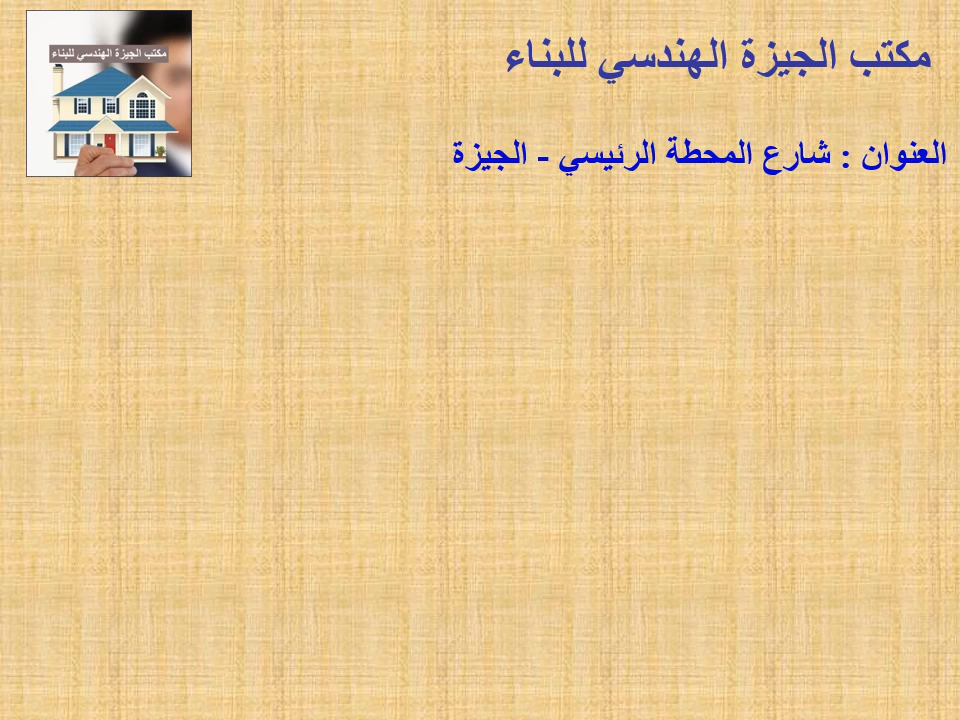 مكتب الجيزة الهندسي للبناء
مكتب الجيزة الهندسي للبناء
العنوان : شارع المحطة الرئيسي - الجيزة